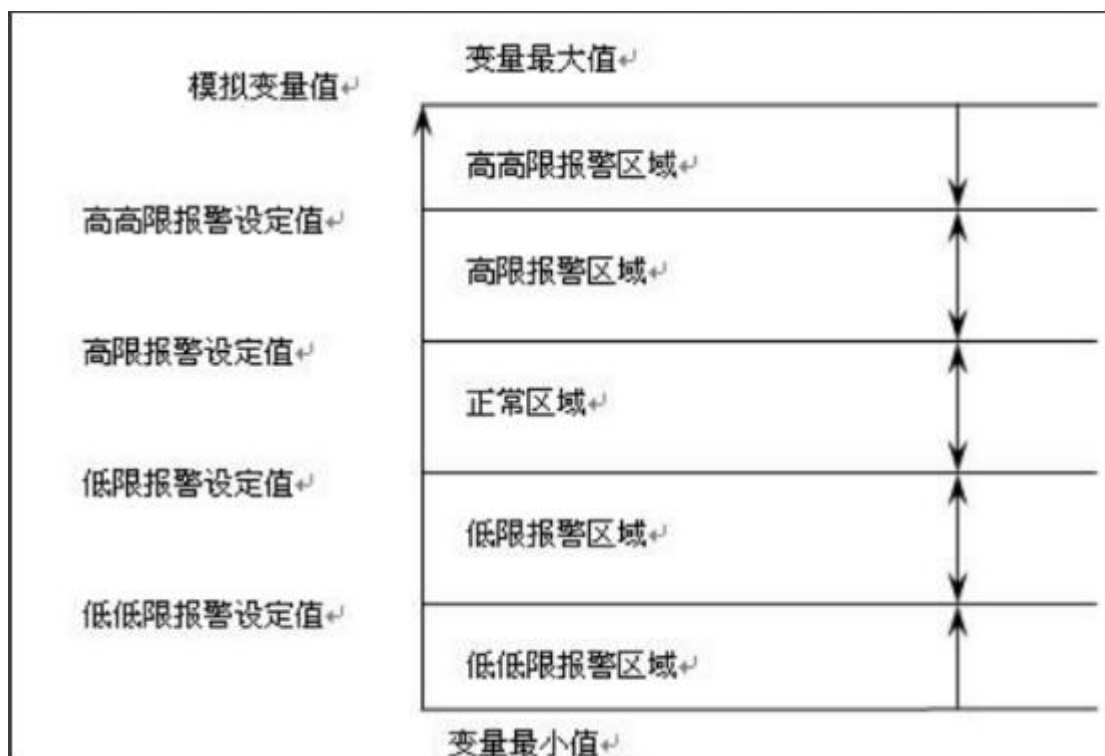 变量最大值
模拟变量值
高高限报警区域
高高限报警设定值
高限报警区域
高限报警设定值
正常区域
低限报警设定值
低限报警区域
低低限报警设定值
低低限报警区域
变量最小值